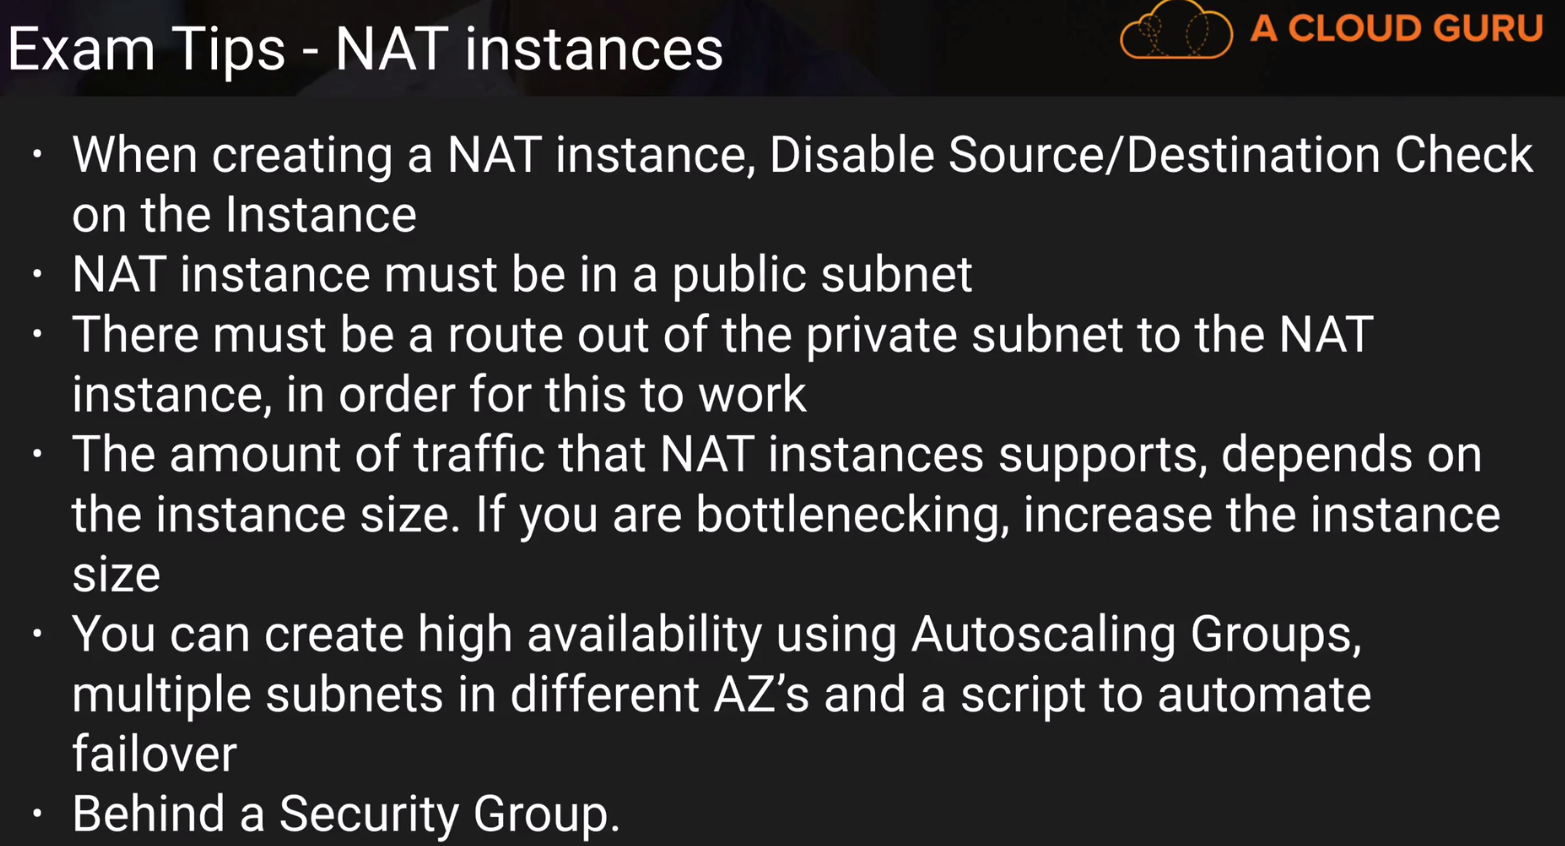 Exam Tips - NAT instances
A CLOUD GURU
• When creating a NAT instance, Disable Source/Destination Check
on the Instance
• NAT instance must be in a public subnet
• There must be a route out of the private subnet to the NAT
instance, in order for this to work
• The amount of traffic that NAT instances supports, depends on
the instance size. If you are bottlenecking, increase the instance
size
• You can create high availability using Autoscaling Groups,
multiple subnets in different AZ’s and a script to automate
failover
• Behind a Security Group.